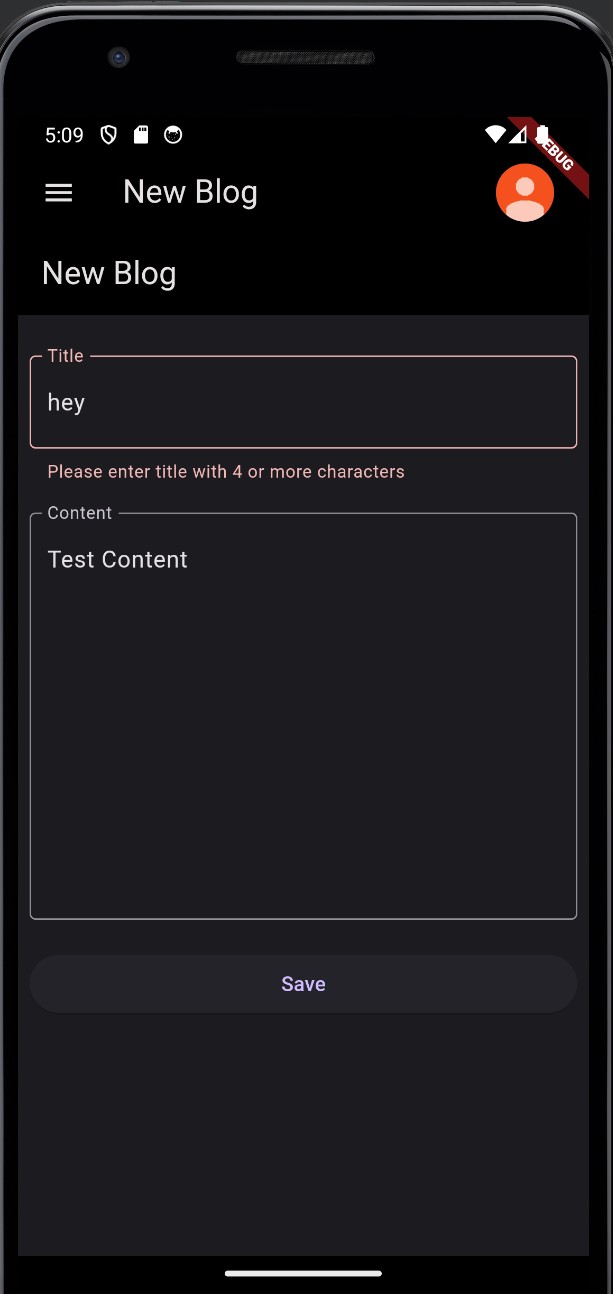 5:09
New Blog
New Blog
Title
hey
Please enter title with 4 or more characters
Content
Test Content
Save